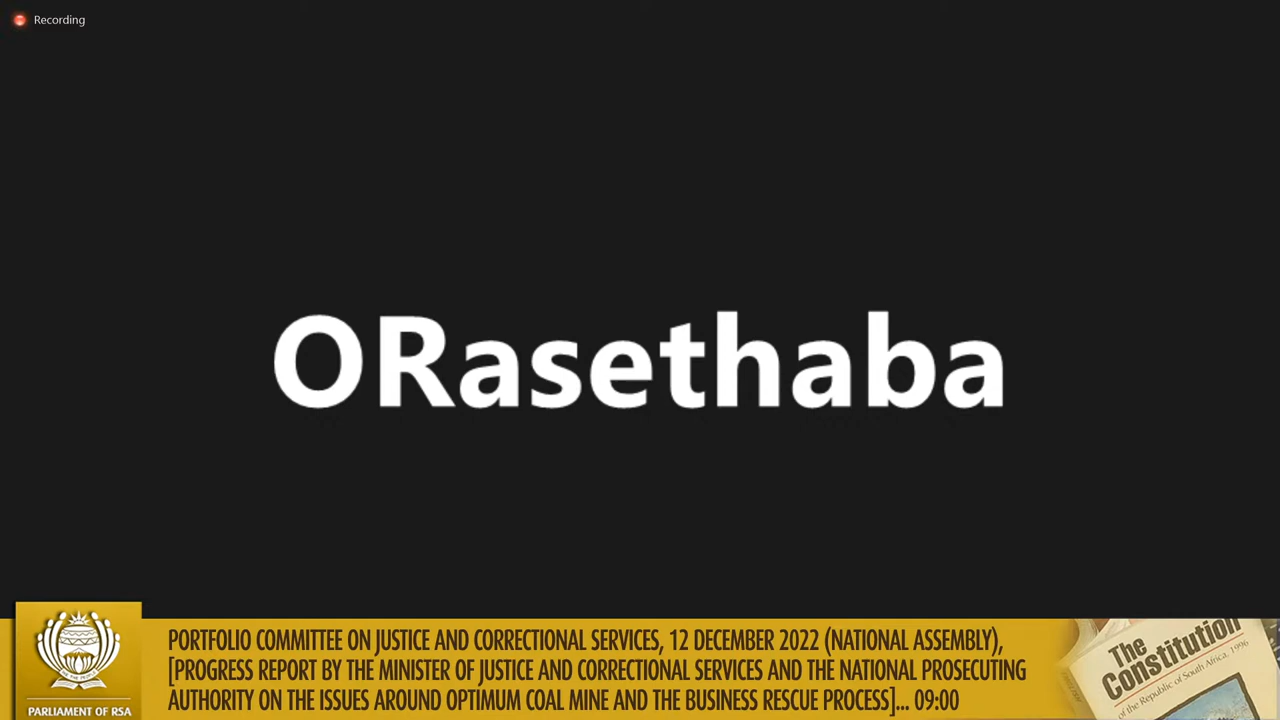 Recording
ORasethaba
PORTFOLIO COMMITTEE ON JUSTICE AND CORRECTIONAL SERVICES, 12 DECEMBER 2022 (NATIONAL ASSEMBLY),
[PROGRESS REPORT BY THE MINISTER OF JUSTICE AND CORRECTIONAL SERVICES AND THE NATIONAL PROSECUTING
AUTHORITY ON THE ISSUES AROUND OPTIMUM COAL MINE AND THE BUSINESS RESCUE PROCESS]... 09:00
PARLIAMENT OF RSA
The
Constitution
of the Republic of South Africa, 1996